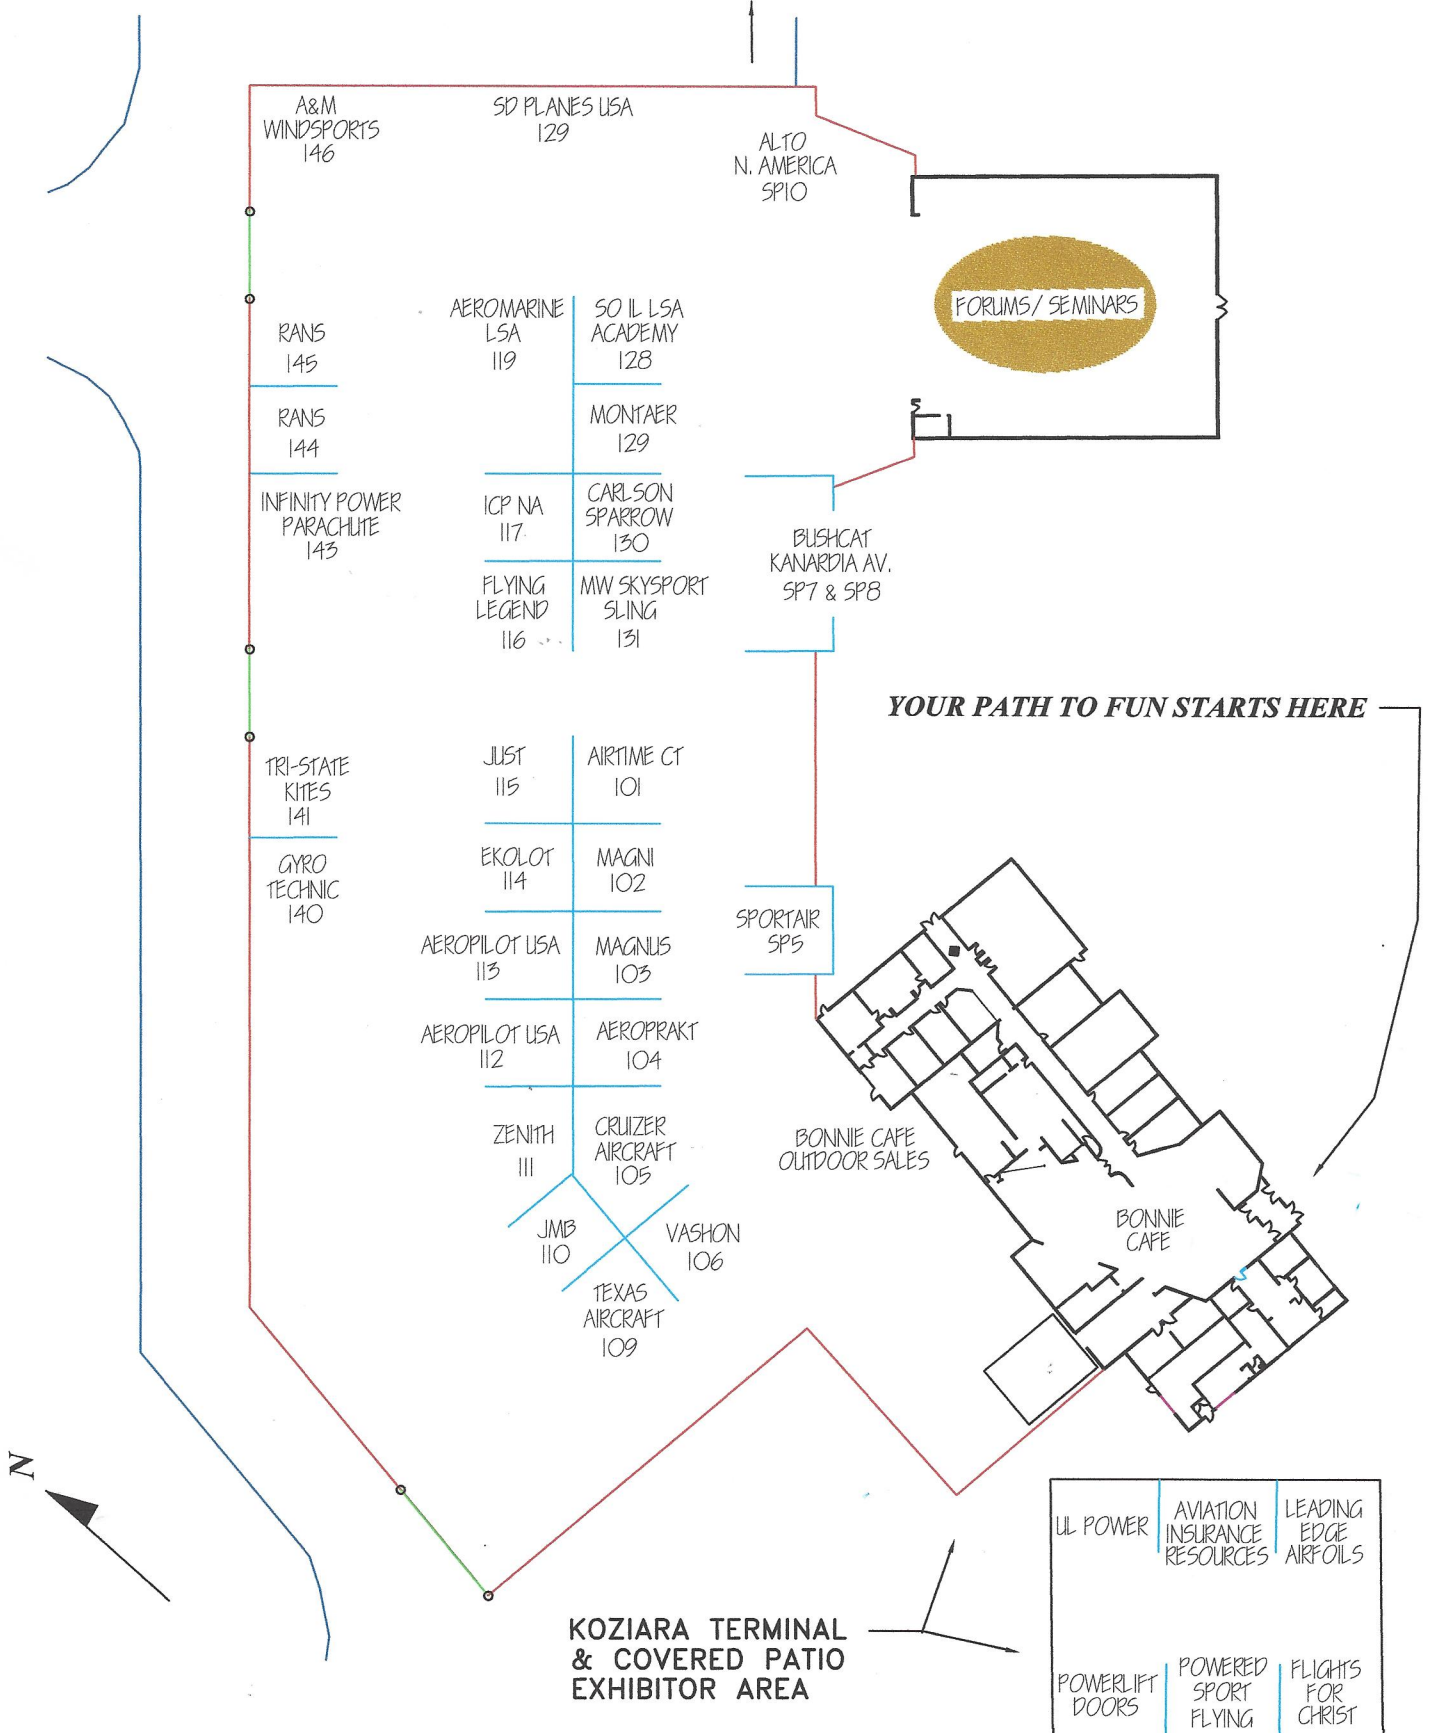 A&M
WINDSPORTS
146
SD PLANES USA
129
ALTO
N. AMERICA
SP10
FORUMS/ SEMINARS
RANS
145
AEROMARINE
LSA
119
SO IL LSA
ACADEMY
128
RANS
144
MONTAER
129
INFINITY POWER
PARACHUTE
143
ICP NA
117
CARLSON
SPARROW
130
BUSHCAT
KANARDIA AV.
SP7 & SP8
FLYING
LEGEND
116
MW SKYSPORT
SLING
131
YOUR PATH TO FUN STARTS HERE
TRI-STATE
KITES
141
JUST
115
AIRTIME CT
101
GYRO
TECHNIC
140
EKOLOT
114
MAGNI
102
AEROPILOT USA
113
MAGNUS
103
SPORTAIR
SP5
AEROPILOT USA
112
AEROPRAKT
104
ZENITH
111
CRUIZER
AIRCRAFT
105
BONNIE CAFE
OUTDOOR SALES
JMB
110
VASHON
106
BONNIE
CAFE
TEXAS
AIRCRAFT
109
N
UL POWER
AVIATION
INSURANCE
RESOURCES
LEADING
EDGE
AIRFOILS
KOZIARA TERMINAL
& COVERED PATIO
EXHIBITOR AREA
POWERLIFT
DOORS
POWERED
SPORT
FLYING
FLIGHTS
FOR
CHRIST